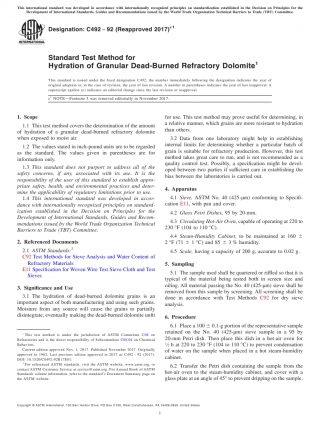 This international standard was developed in accordance with internationally recognized principles on standardization established in the Decision on Principles for the
Development of International Standards, Guides and Recommendations issued by the World Trade Organization Technical Barriers to Trade (TBT) Committee.
Designation: C492 − 92 (Reapproved 2017)ε1
Standard Test Method for
Hydration of Granular Dead-Burned Refractory Dolomite1
This standard is issued under the fixed designation C492; the number immediately following the designation indicates the year of
original adoption or, in the case of revision, the year of last revision. A number in parentheses indicates the year of last reapproval. A
superscript epsilon (ε) indicates an editorial change since the last revision or reapproval.
ε1 NOTE—Footnote 1 was removed editorially in November 2017.
1. Scope
1.1 This test method covers the determination of the amount
of hydration of a granular dead-burned refractory dolomite
when exposed to moist air.
1.2 The values stated in inch-pound units are to be regarded
as the standard. The values given in parentheses are for
information only.
1.3 This standard does not purport to address all of the
safety concerns, if any, associated with its use. It is the
responsibility of the user of this standard to establish appro-
priate safety, health, and environmental practices and deter-
mine the applicability of regulatory limitations prior to use.
1.4 This international standard was developed in accor-
dance with internationally recognized principles on standard-
ization established in the Decision on Principles for the
Development of International Standards, Guides and Recom-
mendations issued by the World Trade Organization Technical
Barriers to Trade (TBT) Committee.
2. Referenced Documents
2.1 ASTM Standards:2
C92 Test Methods for Sieve Analysis and Water Content of
Refractory Materials
E11 Specification for Woven Wire Test Sieve Cloth and Test
Sieves
3. Significance and Use
3.1 The hydration of dead-burned dolomite grains is an
important aspect of both manufacturing and using such grains.
Moisture from any source will cause the grains to partially
disintegrate, eventually making the dead-burned dolomite unfit
1 This test method is under the jurisdiction of ASTM Committee C08 on
Refractories and is the direct responsibility of Subcommittee C08.04 on Chemical
Behaviors.
Current edition approved Nov. 1, 2017. Published November 2017. Originally
approved in 1962. Last previous edition approved in 2017 as C492 – 92 (2017).
DOI: 10.1520/C0492-92R17E01.
2 For referenced ASTM standards, visit the ASTM website, www.astm.org, or
contact ASTM Customer Service at service@astm.org. For Annual Book of ASTM
Standards volume information, refer to the standard's Document Summary page on
the ASTM website.
for use. This test method may prove useful for determining, in
a relative manner, which grains are more resistant to hydration
than others.
3.2 Data from one laboratory might help in establishing
internal limits for determining whether a particular batch of
grain is suitable for refractory production. However, this test
method takes great care to run, and is not recommended as a
quality control test. Possibly, a specification might be devel-
oped between two parties if sufficient care in establishing the
bias between the laboratories is carried out.
4. Apparatus
4.1 Sieve, ASTM No. 40 (425-µm) conforming to Specifi-
cation E11, with pan and cover.
4.2 Glass Petri Dishes, 95 by 20-mm.
4.3 Circulating Hot-Air Oven, capable of operating at 220 to
230 °F (104 to 110 °C).
4.4 Steam-Humidity Cabinet, to be maintained at 160 ±
2 °F (71 ± 1 °C) and 85 ± 3 % humidity.
4.5 Scale, having a capacity of 200 g, accurate to 0.02 g.
5. Sampling
5.1 The sample used shall be quartered or riffled so that it is
typical of the material being tested both in screen size and
oiling. All material passing the No. 40 (425-µm) sieve shall be
removed from this sample by screening. All screening shall be
done in accordance with Test Methods C92 for dry sieve
analysis.
6. Procedure
6.1 Place a 100 ± 0.1-g portion of the representative sample
retained on the No. 40 (425-µm) sieve sample in a 95 by
20-mm Petri dish. Then place this dish in a hot-air oven for
½ h at 220 to 230 °F (104 to 110 °C) to prevent condensation
of water on the sample when placed in a hot steam-humidity
cabinet.
6.2 Transfer the Petri dish containing the sample from the
hot-air oven to the steam-humidity cabinet, and cover with a
glass plate at an angle of 45° to prevent dripping on the sample.
Copyright © ASTM International, 100 Barr Harbor Drive, PO Box C700, West Conshohocken, PA 19428-2959. United States
1